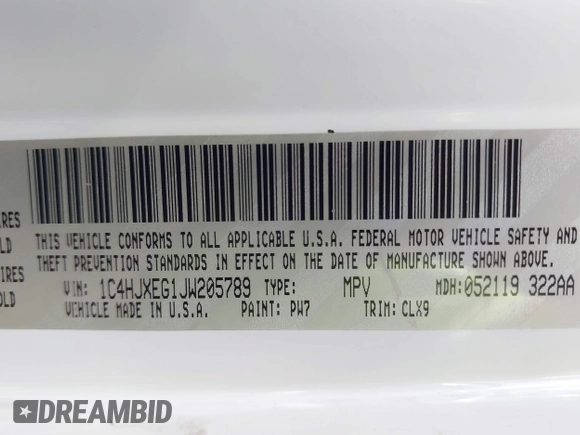 IRES
OLD
IRES
OLD
THIS VEHICLE CONFORMS TO ALL APPLICABLE U.S.A. FEDERAL MOTOR VEHICLE SAFETY AND
THEFT PREVENTION STANDARDS IN EFFECT ON THE DATE OF MANUFACTURE SHOWN ABOVE.
VIN: 1C4HJXEG1JW205789 TYPE: MPV MDH: 052119 322AA
VEHICLE MADE IN U.S.A. PAINT: PW7 TRIM: CLX9
DREAMBID